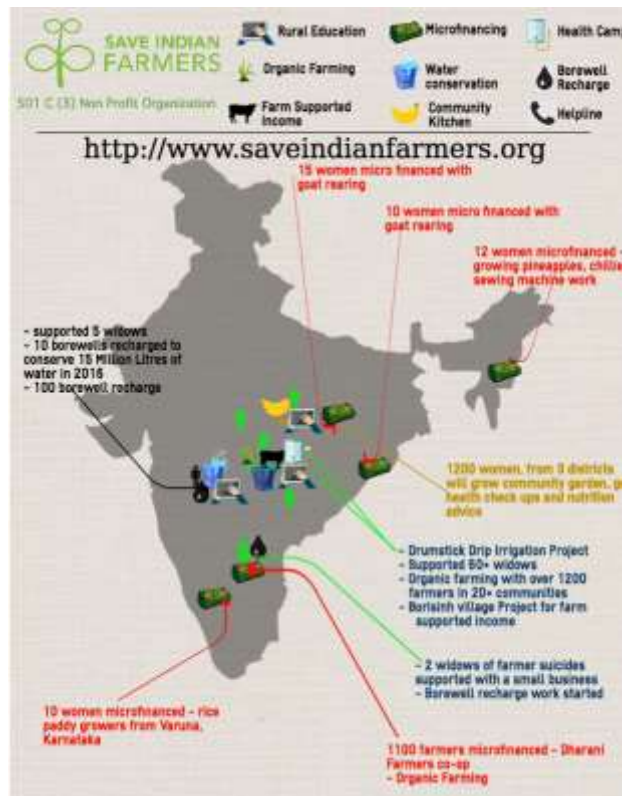 SAVE INDIAN
FARMERS
501 C (3) Non Profit Organization
Rural Education
Microfinancing
Health Camp
Organic Farming
Water
conservation
Borewell
Recharge
Farm Supported
Income
Community
Kitchen
Helpline
http://www.saveindianfarmers.org
15 women micro financed with
goat rearing
10 women micro financed with
goat rearing
12 women microfinanced -
growing pineapples, chillie
sewing machine work
- supported 5 widows
- 10 borewells recharged to
conserve 15 Million Litres of
water in 2016
- 100 borewell recharge
1200 women, from districts
will grow community garden, ge
health check ups and nutrition
advice
- Drumstick Drip Irrigation Project
- Supported 60+ widows
- Organic farming with over 1200
farmers in 20+ communities
- Borisinh village Project for farm
supported income
- 2 widows of farmer suicides
supported with a small business
- Borewell recharge work started
10 women microfinanced - rice
paddy growers from Varuna,
Karnataka
1100 farmers microfinanced - Dharani
Farmers co-op
- Organic Farming